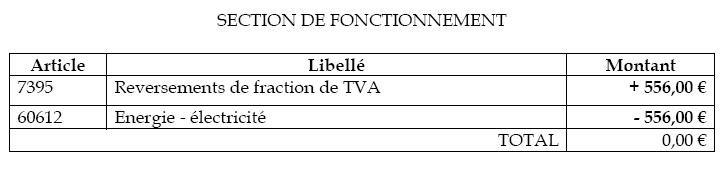 SECTION DE FONCTIONNEMENT
Article Libellé Montant
7395 Reversements de fraction de TVA + 556,00 €
60612 Energie - électricité - 556,00 €
TOTAL 0,00 €